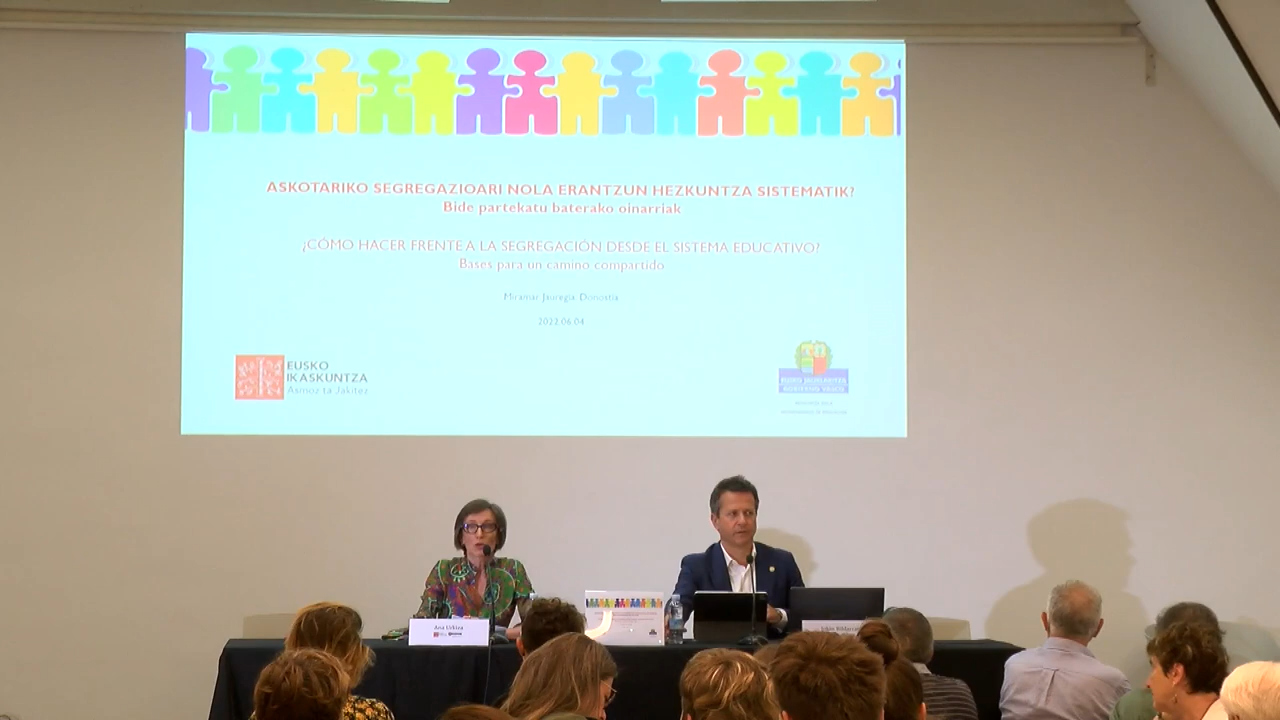 ASKOTARIKO SEGREGAZIOARI NOLA ERANTZUN HEZKUNTZA SISTEMATIK?
Bide partekatu baterako oinarriak
¿CÓMO HACER FRENTE A LA SEGREGACIÓN DESDE EL SISTEMA EDUCATIVO?
Bases para un camino compartido
Miramar Jauregia. Donostia
2022.06.04
EUSKO
IKASKUNTZA
Asmoz ta Jakitez
EUSKO JAURLARITZA
GOBIERNO VASCO
Ana Urkiza